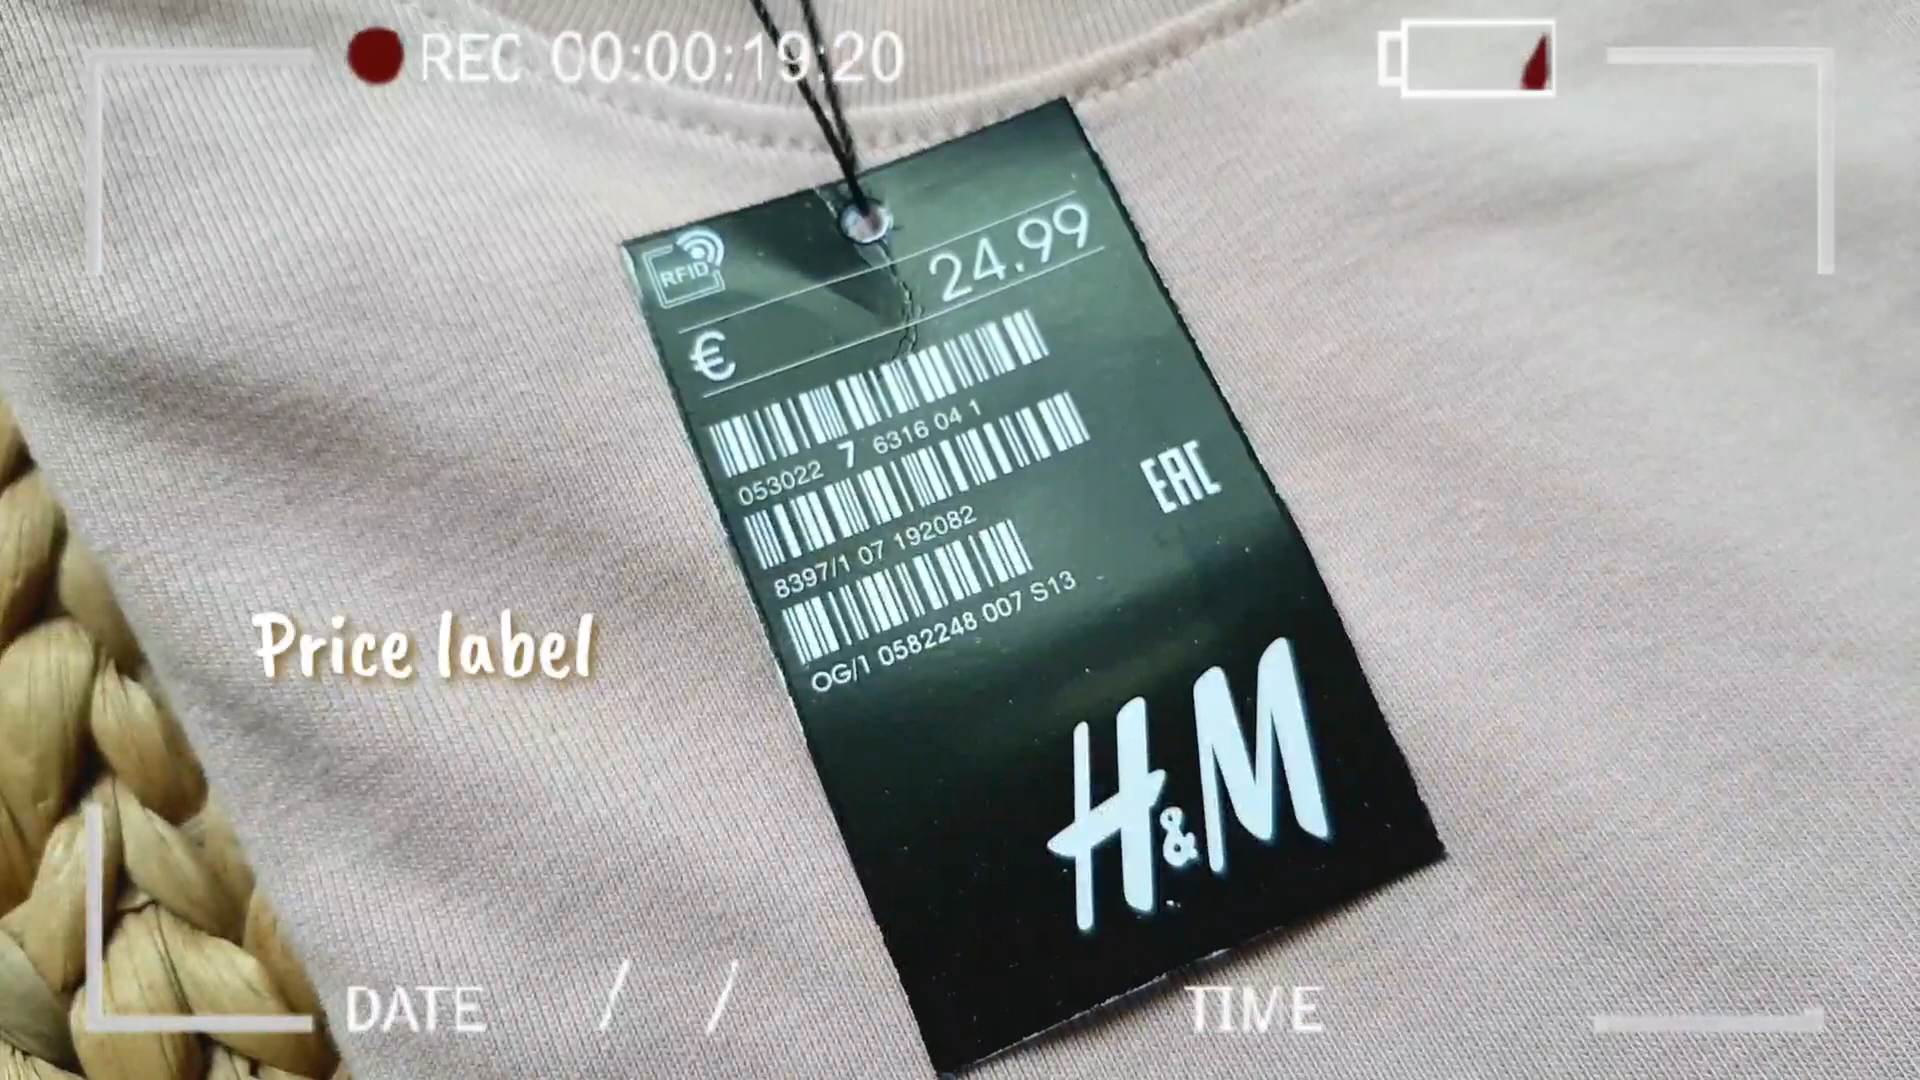 REC 00:00:19:20
RFID
24.99
€
053022 7 6316 04 1
8397/1 07 192082
EAC
OG/1 0582248 007 S13
Price label
H&M
DATE / / TIME